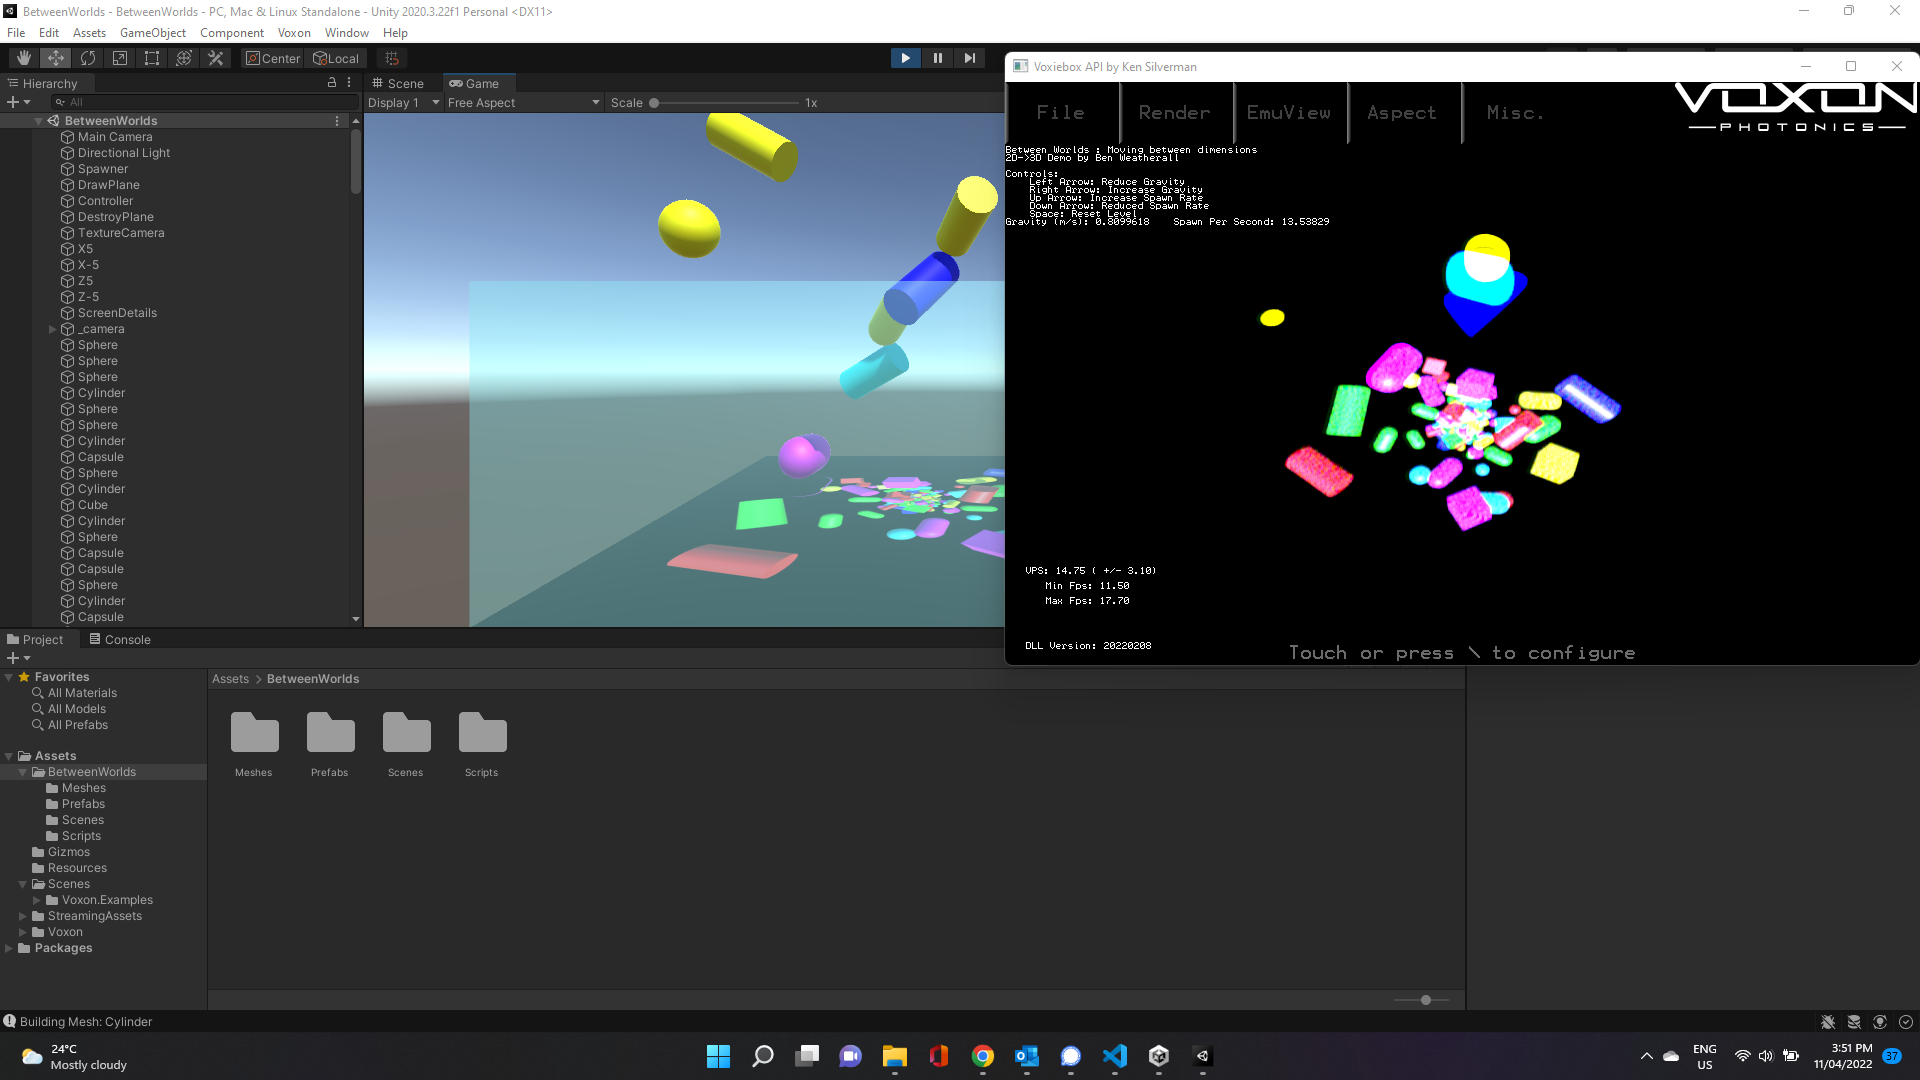 BetweenWorlds - BetweenWorlds - PC, Mac & Linux Standalone - Unity 2020.3.22f1 Personal <DX11>
File Edit Assets GameObject Component Voxon Window Help
Center Local
Hierarchy
All
BetweenWorlds
Main Camera
Directional Light
Spawner
DrawPlane
Controller
DestroyPlane
TextureCamera
X5
X-5
Z5
Z-5
ScreenDetails
_camera
Sphere
Sphere
Sphere
Cylinder
Sphere
Sphere
Cylinder
Capsule
Sphere
Cylinder
Cube
Cylinder
Sphere
Capsule
Capsule
Sphere
Cylinder
Capsule
Scene Game
Display 1 Free Aspect Scale 1x
Voxiebox API by Ken Silverman
File Render EmuView Aspect Misc.
VOXON
PHOTONICS
Between Worlds : Moving between dimensions
2D->3D Demo by Ben Weatherall
Controls:
Left Arrow: Reduce Gravity
Right Arrow: Increase Gravity
Up Arrow: Increase Spawn Rate
Down Arrow: Reduced Spawn Rate
Space: Reset Level
Gravity (m/s): 0.8099618 Spawn Per Second: 13.53829
VPS: 14.75 ( +/- 3.10)
Min Fps: 11.50
Max Fps: 17.70
DLL Version: 20220208
Touch or press \ to configure
Project Console
Favorites
All Materials
All Models
All Prefabs
Assets
BetweenWorlds
Meshes
Prefabs
Scenes
Scripts
Gizmos
Resources
Scenes
Voxon.Examples
StreamingAssets
Voxon
Packages
Assets > BetweenWorlds
Meshes Prefabs Scenes Scripts
Building Mesh: Cylinder
24°C
Mostly cloudy
ENG
US
3:51 PM
11/04/2022
37